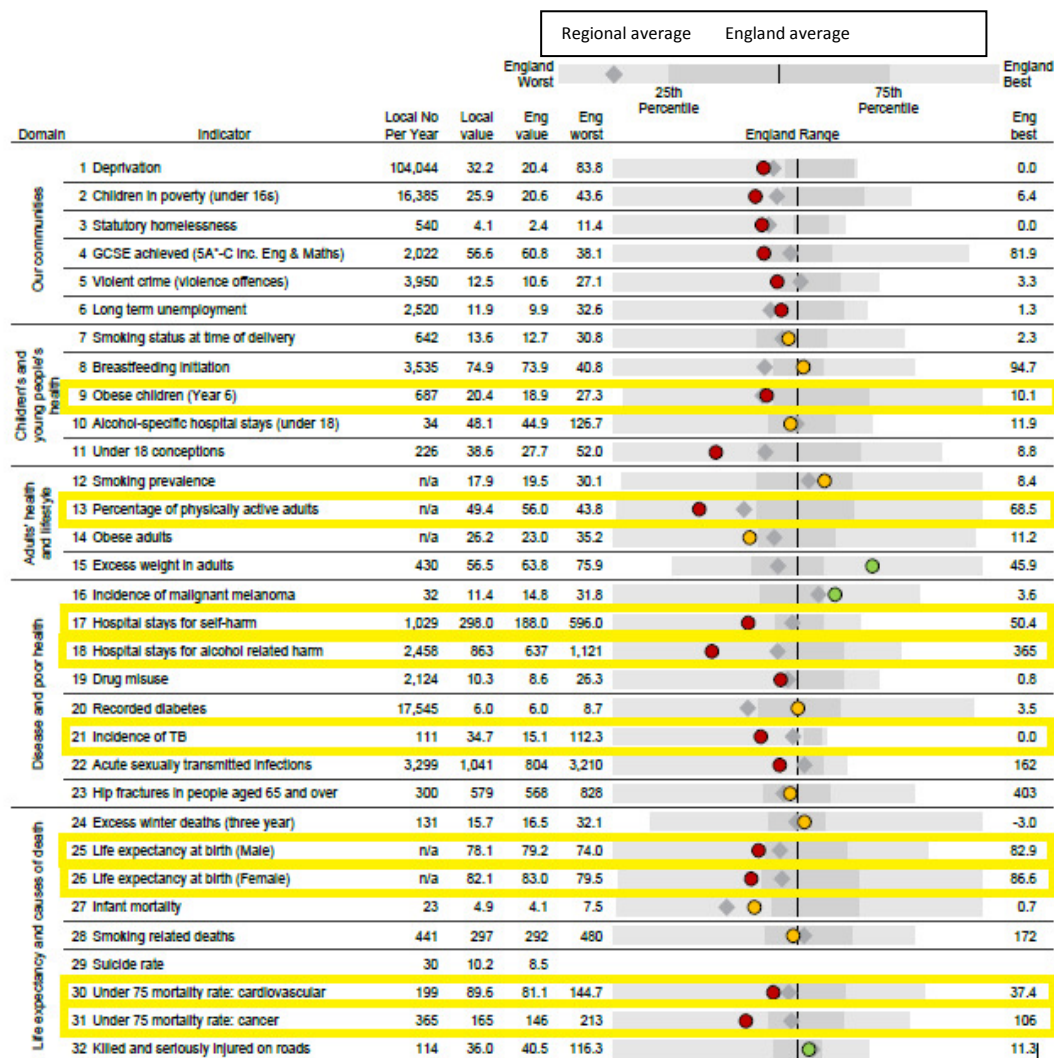 Regional average England average
England Worst England Best
25th Percentile 75th Percentile
Domain Indicator Local No Per Year Local value Eng value Eng worst England Range Eng best
Our communities
1 Deprivation 104,044 32.2 20.4 83.8 0.0
2 Children in poverty (under 16s) 16,385 25.9 20.6 43.6 6.4
3 Statutory homelessness 540 4.1 2.4 11.4 0.0
4 GCSE achieved (5A*-C inc. Eng & Maths) 2,022 56.6 60.8 38.1 81.9
5 Violent crime (violence offences) 3,950 12.5 10.6 27.1 3.3
6 Long term unemployment 2,520 11.9 9.9 32.6 1.3
Children's and young people's health
7 Smoking status at time of delivery 642 13.6 12.7 30.8 2.3
8 Breastfeeding initiation 3,535 74.9 73.9 40.8 94.7
9 Obese children (Year 6) 687 20.4 18.9 27.3 10.1
10 Alcohol-specific hospital stays (under 18) 34 48.1 44.9 126.7 11.9
11 Under 18 conceptions 226 38.6 27.7 52.0 8.8
Adults' health and lifestyle
12 Smoking prevalence n/a 17.9 19.5 30.1 8.4
13 Percentage of physically active adults n/a 49.4 56.0 43.8 68.5
14 Obese adults n/a 26.2 23.0 35.2 11.2
15 Excess weight in adults 430 56.5 63.8 75.9 45.9
Disease and poor health
16 Incidence of malignant melanoma 32 11.4 14.8 31.8 3.6
17 Hospital stays for self-harm 1,029 298.0 188.0 596.0 50.4
18 Hospital stays for alcohol related harm 2,458 863 637 1,121 365
19 Drug misuse 2,124 10.3 8.6 26.3 0.8
20 Recorded diabetes 17,545 6.0 6.0 8.7 3.5
21 Incidence of TB 111 34.7 15.1 112.3 0.0
22 Acute sexually transmitted infections 3,299 1,041 804 3,210 162
23 Hip fractures in people aged 65 and over 300 579 568 828 403
Life expectancy and causes of death
24 Excess winter deaths (three year) 131 15.7 16.5 32.1 -3.0
25 Life expectancy at birth (Male) n/a 78.1 79.2 74.0 82.9
26 Life expectancy at birth (Female) n/a 82.1 83.0 79.5 86.6
27 Infant mortality 23 4.9 4.1 7.5 0.7
28 Smoking related deaths 441 297 292 480 172
29 Suicide rate 30 10.2 8.5
30 Under 75 mortality rate: cardiovascular 199 89.6 81.1 144.7 37.4
31 Under 75 mortality rate: cancer 365 165 146 213 106
32 Killed and seriously injured on roads 114 36.0 40.5 116.3 11.3